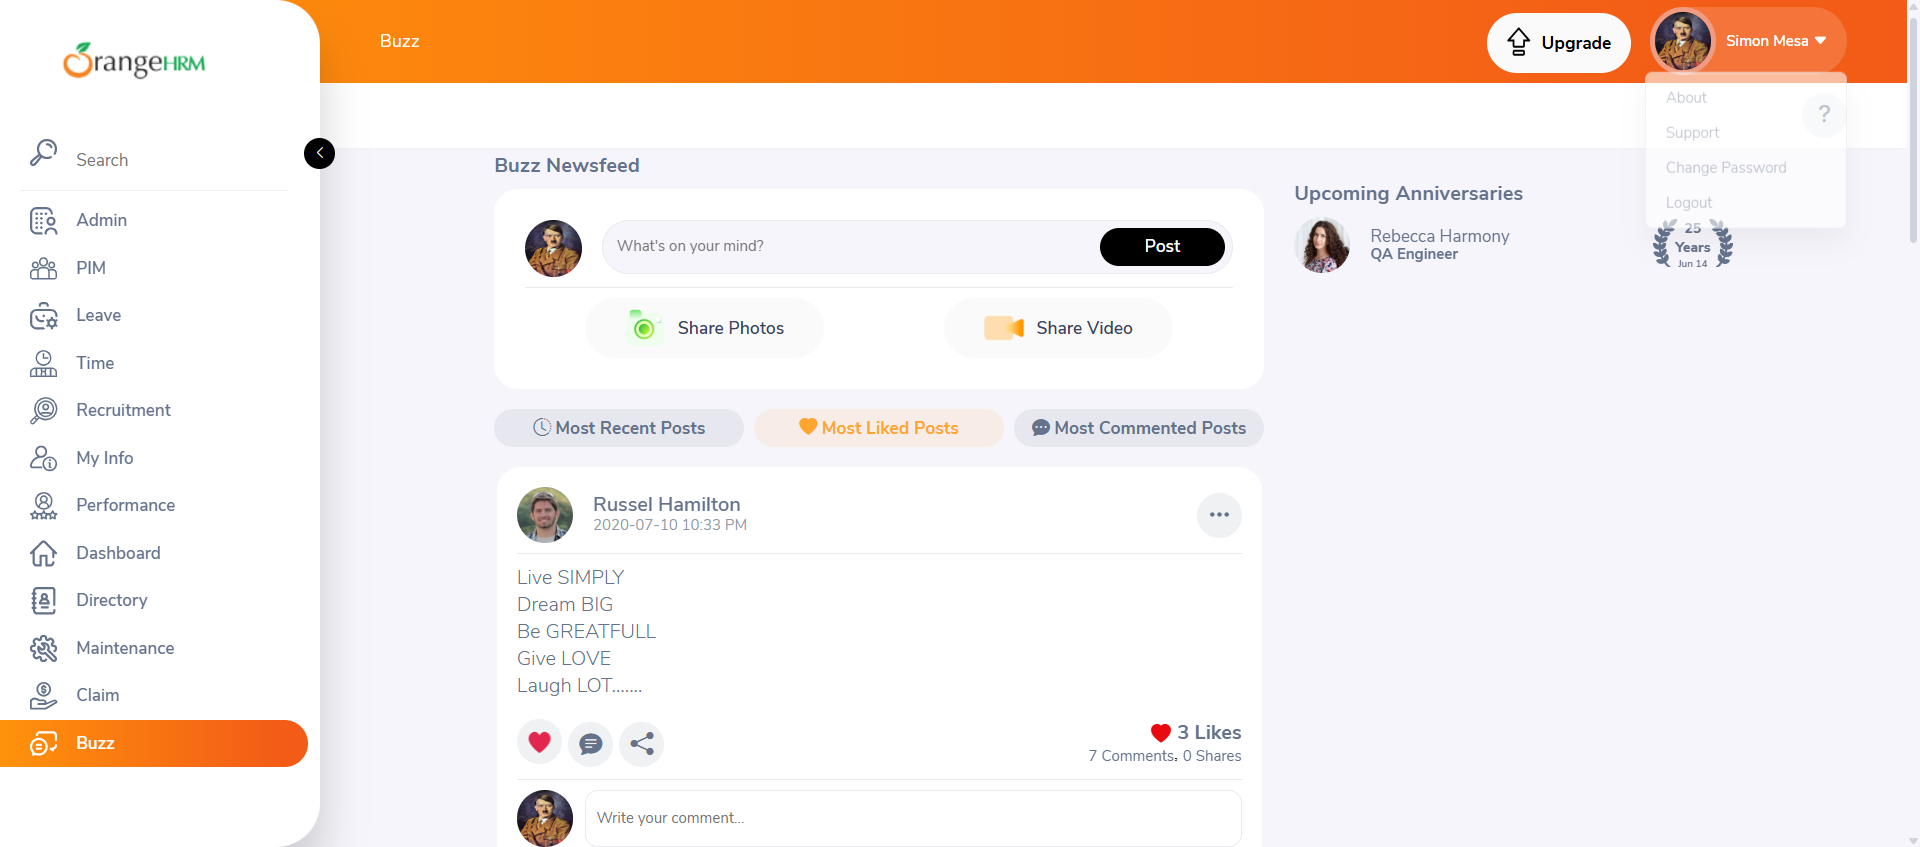 OrangeHRM
Search
Admin
PIM
Leave
Time
Recruitment
My Info
Performance
Dashboard
Directory
Maintenance
Claim
Buzz
Buzz
Upgrade
Simon Mesa
About
Support
Change Password
Logout
?
Buzz Newsfeed
What's on your mind?
Post
Share Photos
Share Video
Most Recent Posts
Most Liked Posts
Most Commented Posts
Russel Hamilton
2020-07-10 10:33 PM
Live SIMPLY
Dream BIG
Be GREATFULL
Give LOVE
Laugh LOT.......
3 Likes
7 Comments, 0 Shares
Write your comment...
Upcoming Anniversaries
Rebecca Harmony
QA Engineer
25
Years
Jun 14